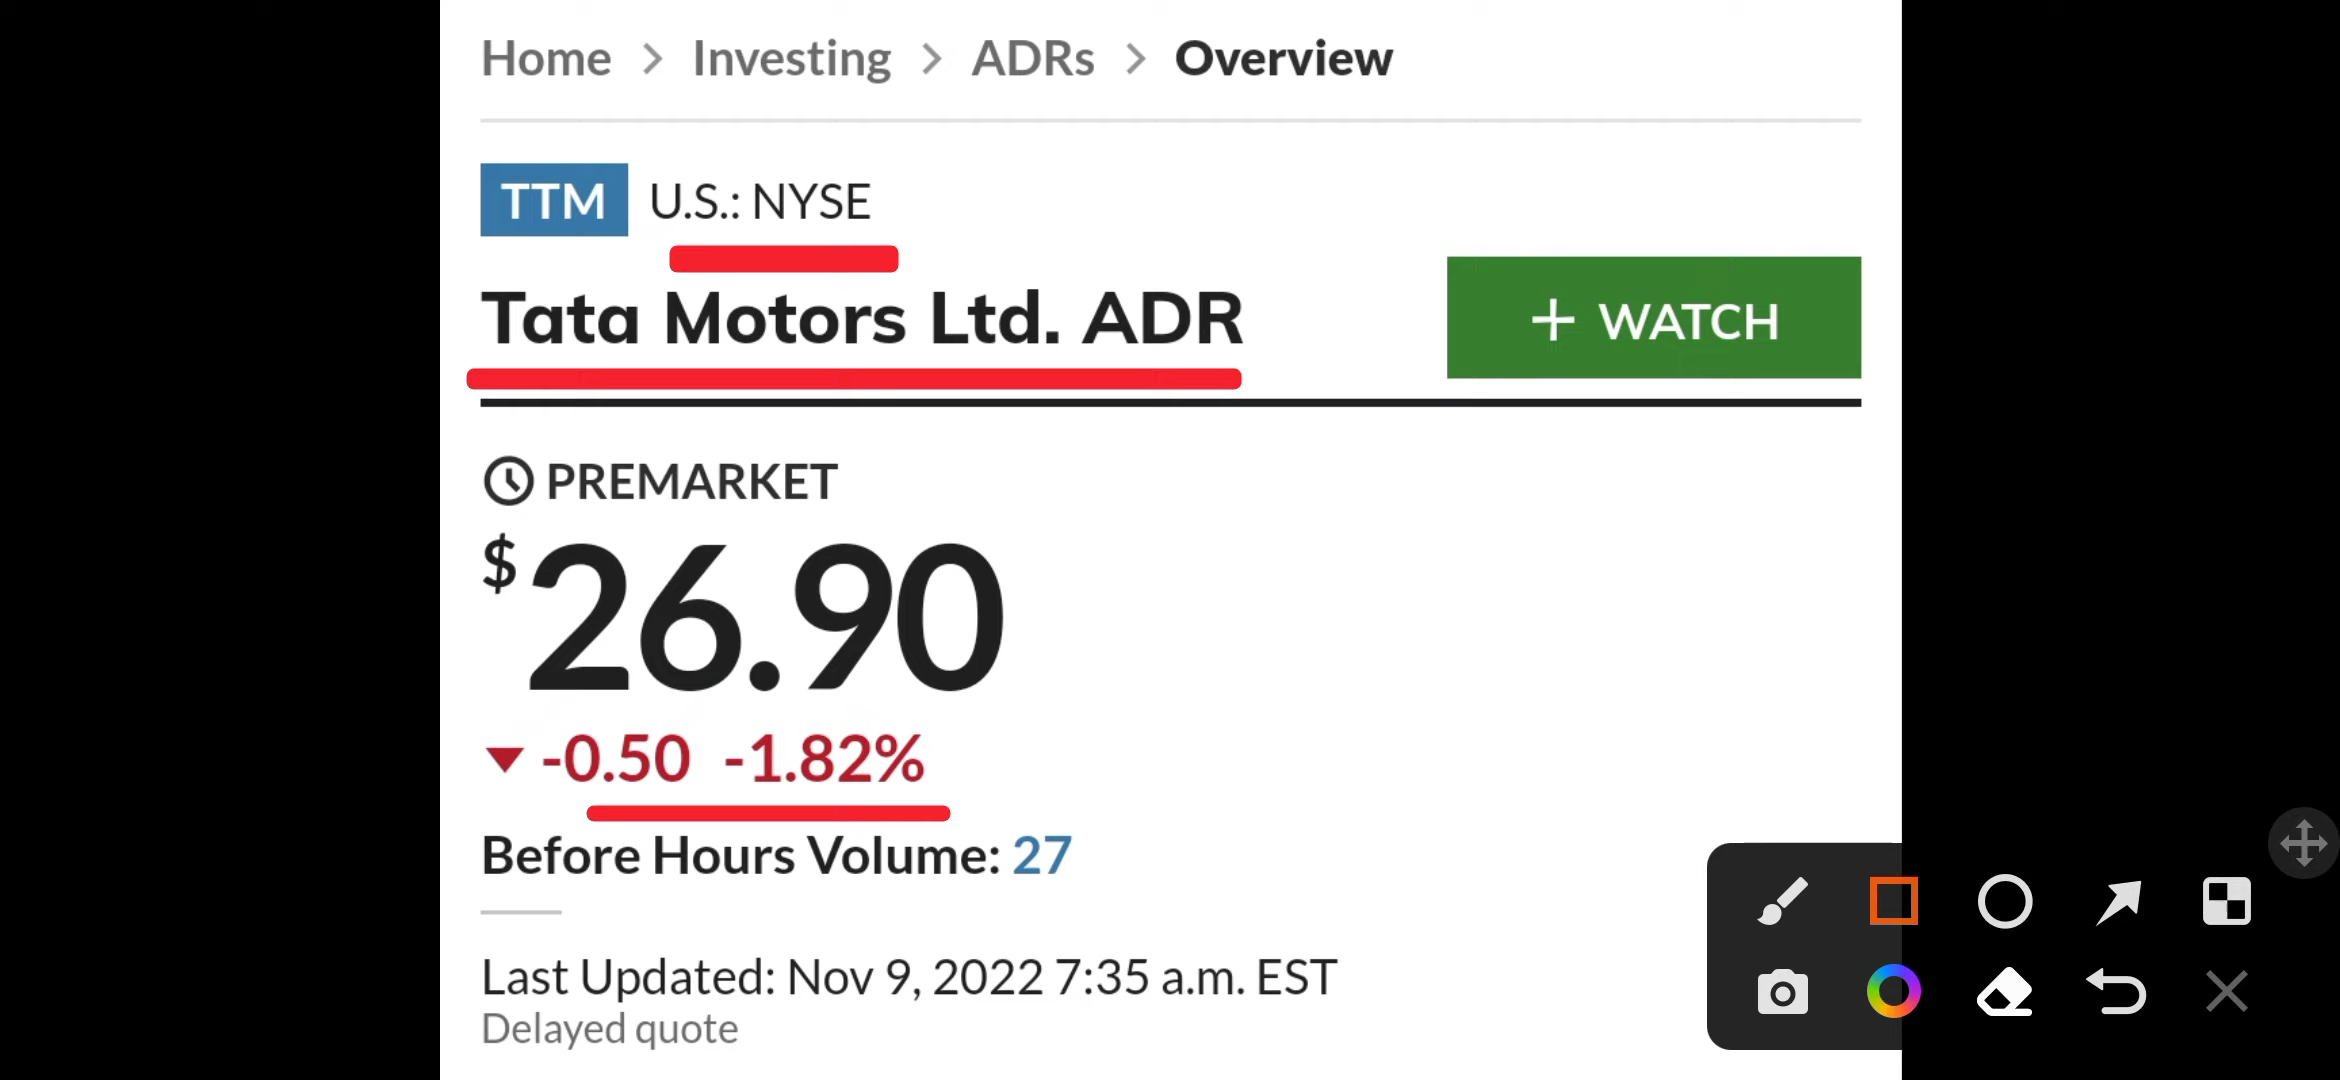 Home > Investing > ADRs > Overview
TTM U.S.: NYSE
Tata Motors Ltd. ADR
+ WATCH
PREMARKET
$26.90
-0.50 -1.82%
Before Hours Volume: 27
Last Updated: Nov 9, 2022 7:35 a.m. EST
Delayed quote